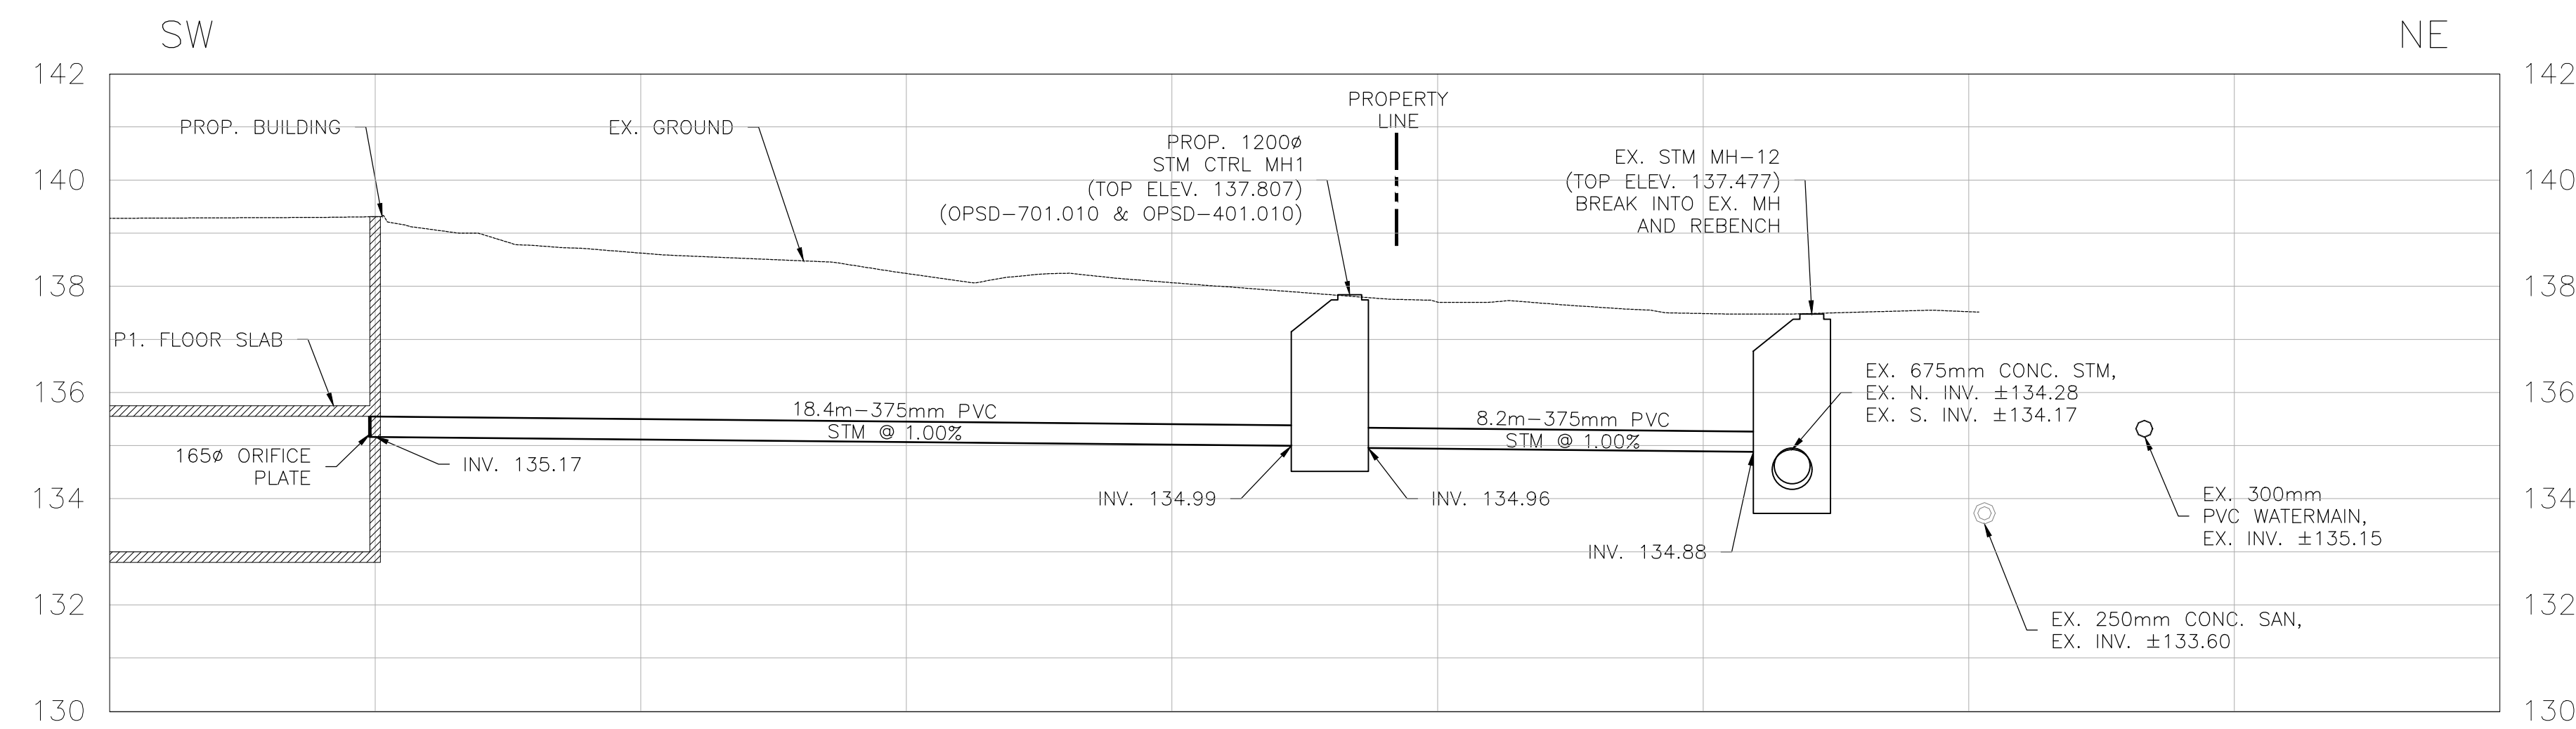 SW
NE
142
140
138
136
134
132
130
142
140
138
136
134
132
130
PROP. BUILDING
EX. GROUND
PROPERTY
LINE
PROP. 1200ø
STM CTRL MH1
(TOP ELEV. 137.807)
(OPSD-701.010 & OPSD-401.010)
EX. STM MH-12
(TOP ELEV. 137.477)
BREAK INTO EX. MH
AND REBENCH
P1. FLOOR SLAB
18.4m-375mm PVC
STM @ 1.00%
8.2m-375mm PVC
STM @ 1.00%
EX. 675mm CONC. STM,
EX. N. INV. ±134.28
EX. S. INV. ±134.17
165ø ORIFICE
PLATE
INV. 135.17
INV. 134.99
INV. 134.96
INV. 134.88
EX. 300mm
PVC WATERMAIN,
EX. INV. ±135.15
EX. 250mm CONC. SAN,
EX. INV. ±133.60